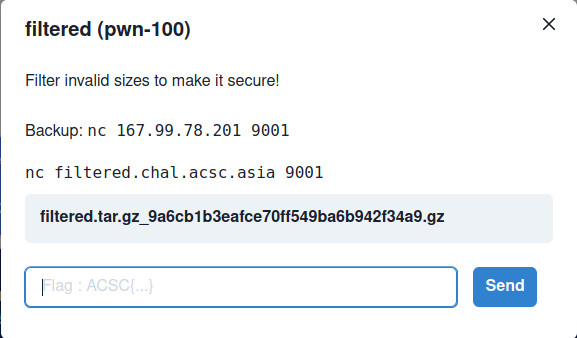 filtered (pwn-100)
Filter invalid sizes to make it secure!
Backup: nc 167.99.78.201 9001
nc filtered.chal.acsc.asia 9001
filtered.tar.gz_9a6cb1b3eafce70ff549ba6b942f34a9.gz
Flag : ACSC{...}
Send